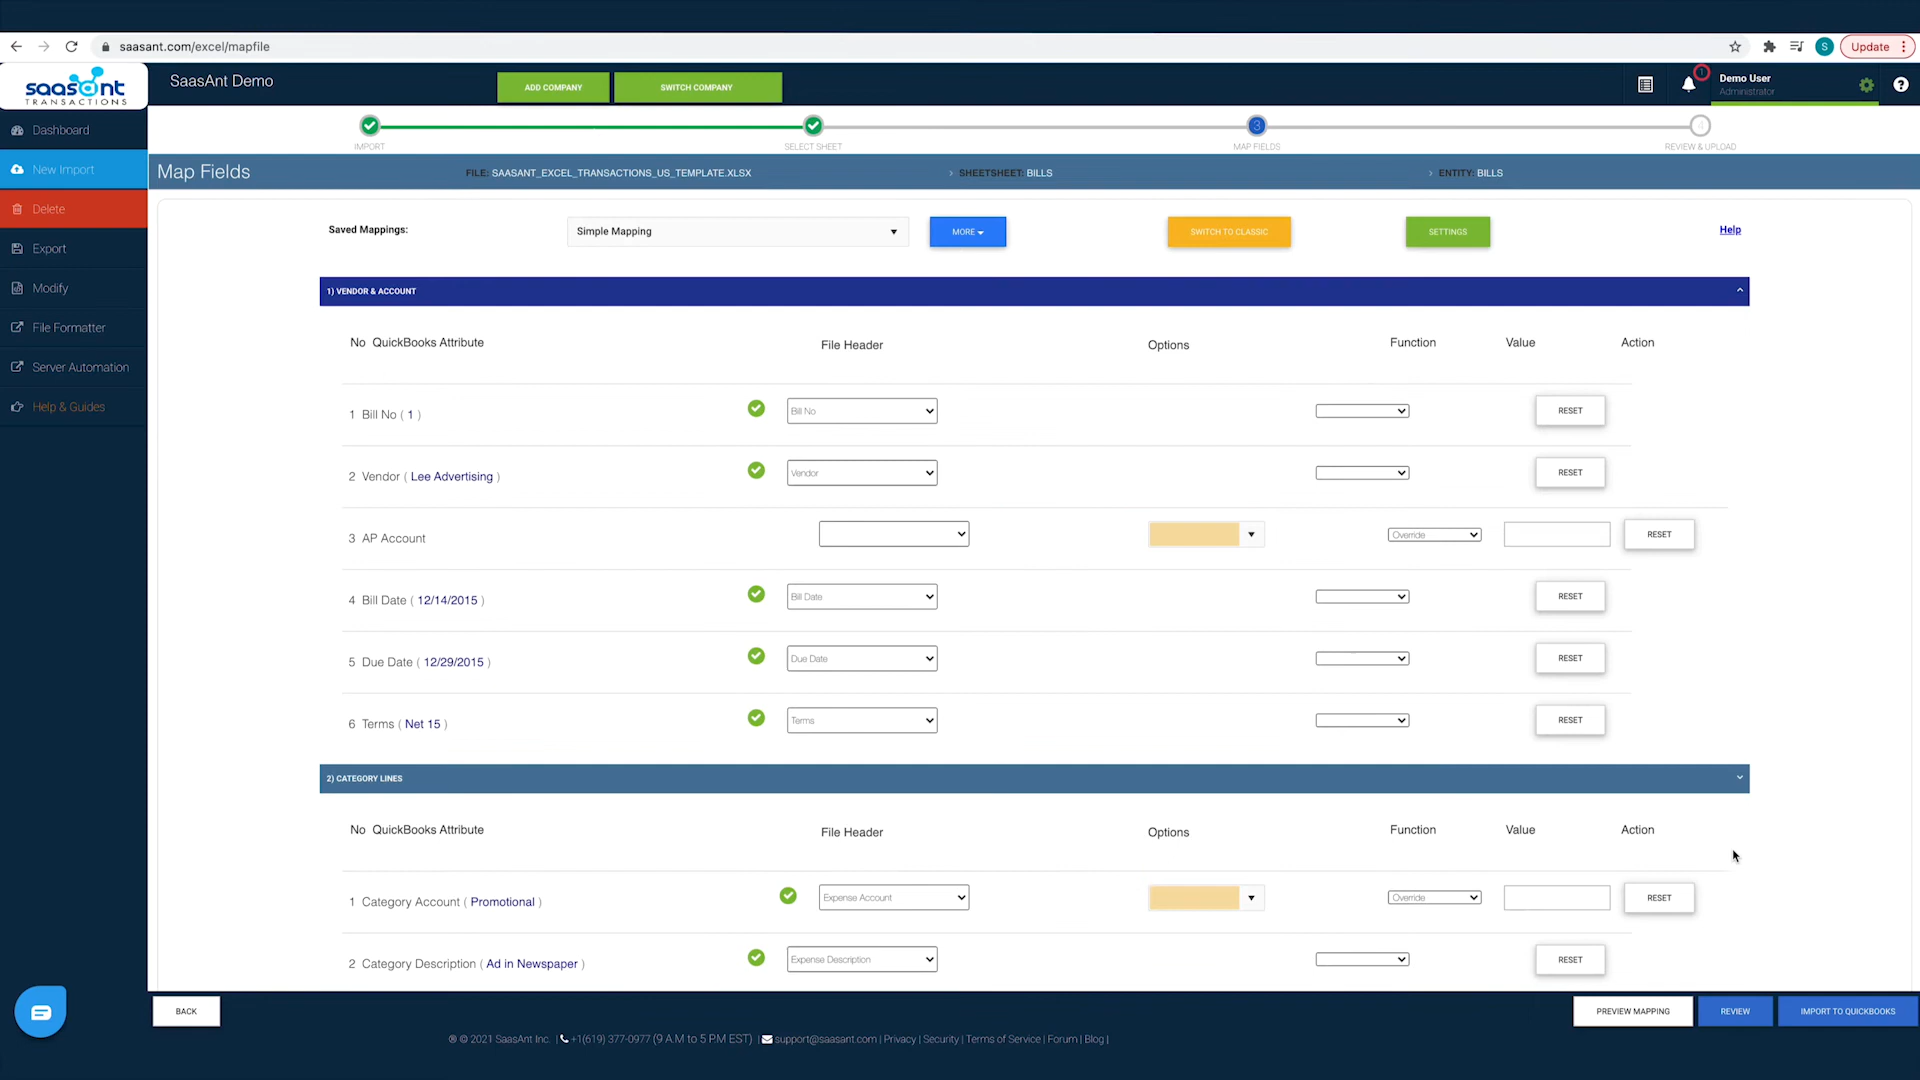 saasant.com/excel/mapfile
S
Update
saasant
TRANSACTIONS
SaasAnt Demo
ADD COMPANY
SWITCH COMPANY
1
Demo User
Administrator
Dashboard
New Import
Delete
Export
Modify
File Formatter
Server Automation
Help & Guides
IMPORT
SELECT SHEET
3
MAP FIELDS
4
REVIEW & UPLOAD
Map Fields
FILE: SAASANT_EXCEL_TRANSACTIONS_US_TEMPLATE.XLSX
> SHEETSHEET: BILLS
> ENTITY: BILLS
Saved Mappings:
Simple Mapping
MORE
SWITCH TO CLASSIC
SETTINGS
Help
1) VENDOR & ACCOUNT
No QuickBooks Attribute File Header Options Function Value Action
1 Bill No ( 1 ) Bill No RESET
2 Vendor ( Lee Advertising ) Vendor RESET
3 AP Account Override RESET
4 Bill Date ( 12/14/2015 ) Bill Date RESET
5 Due Date ( 12/29/2015 ) Due Date RESET
6 Terms ( Net 15 ) Terms RESET
2) CATEGORY LINES
No QuickBooks Attribute File Header Options Function Value Action
1 Category Account ( Promotional ) Expense Account Override RESET
2 Category Description ( Ad in Newspaper ) Expense Description RESET
BACK
PREVIEW MAPPING
REVIEW
IMPORT TO QUICKBOOKS
® © 2021 SaasAnt Inc. | +1(619) 377-0977 (9 A.M to 5 P.M EST) | support@saasant.com | Privacy | Security | Terms of Service | Forum | Blog |